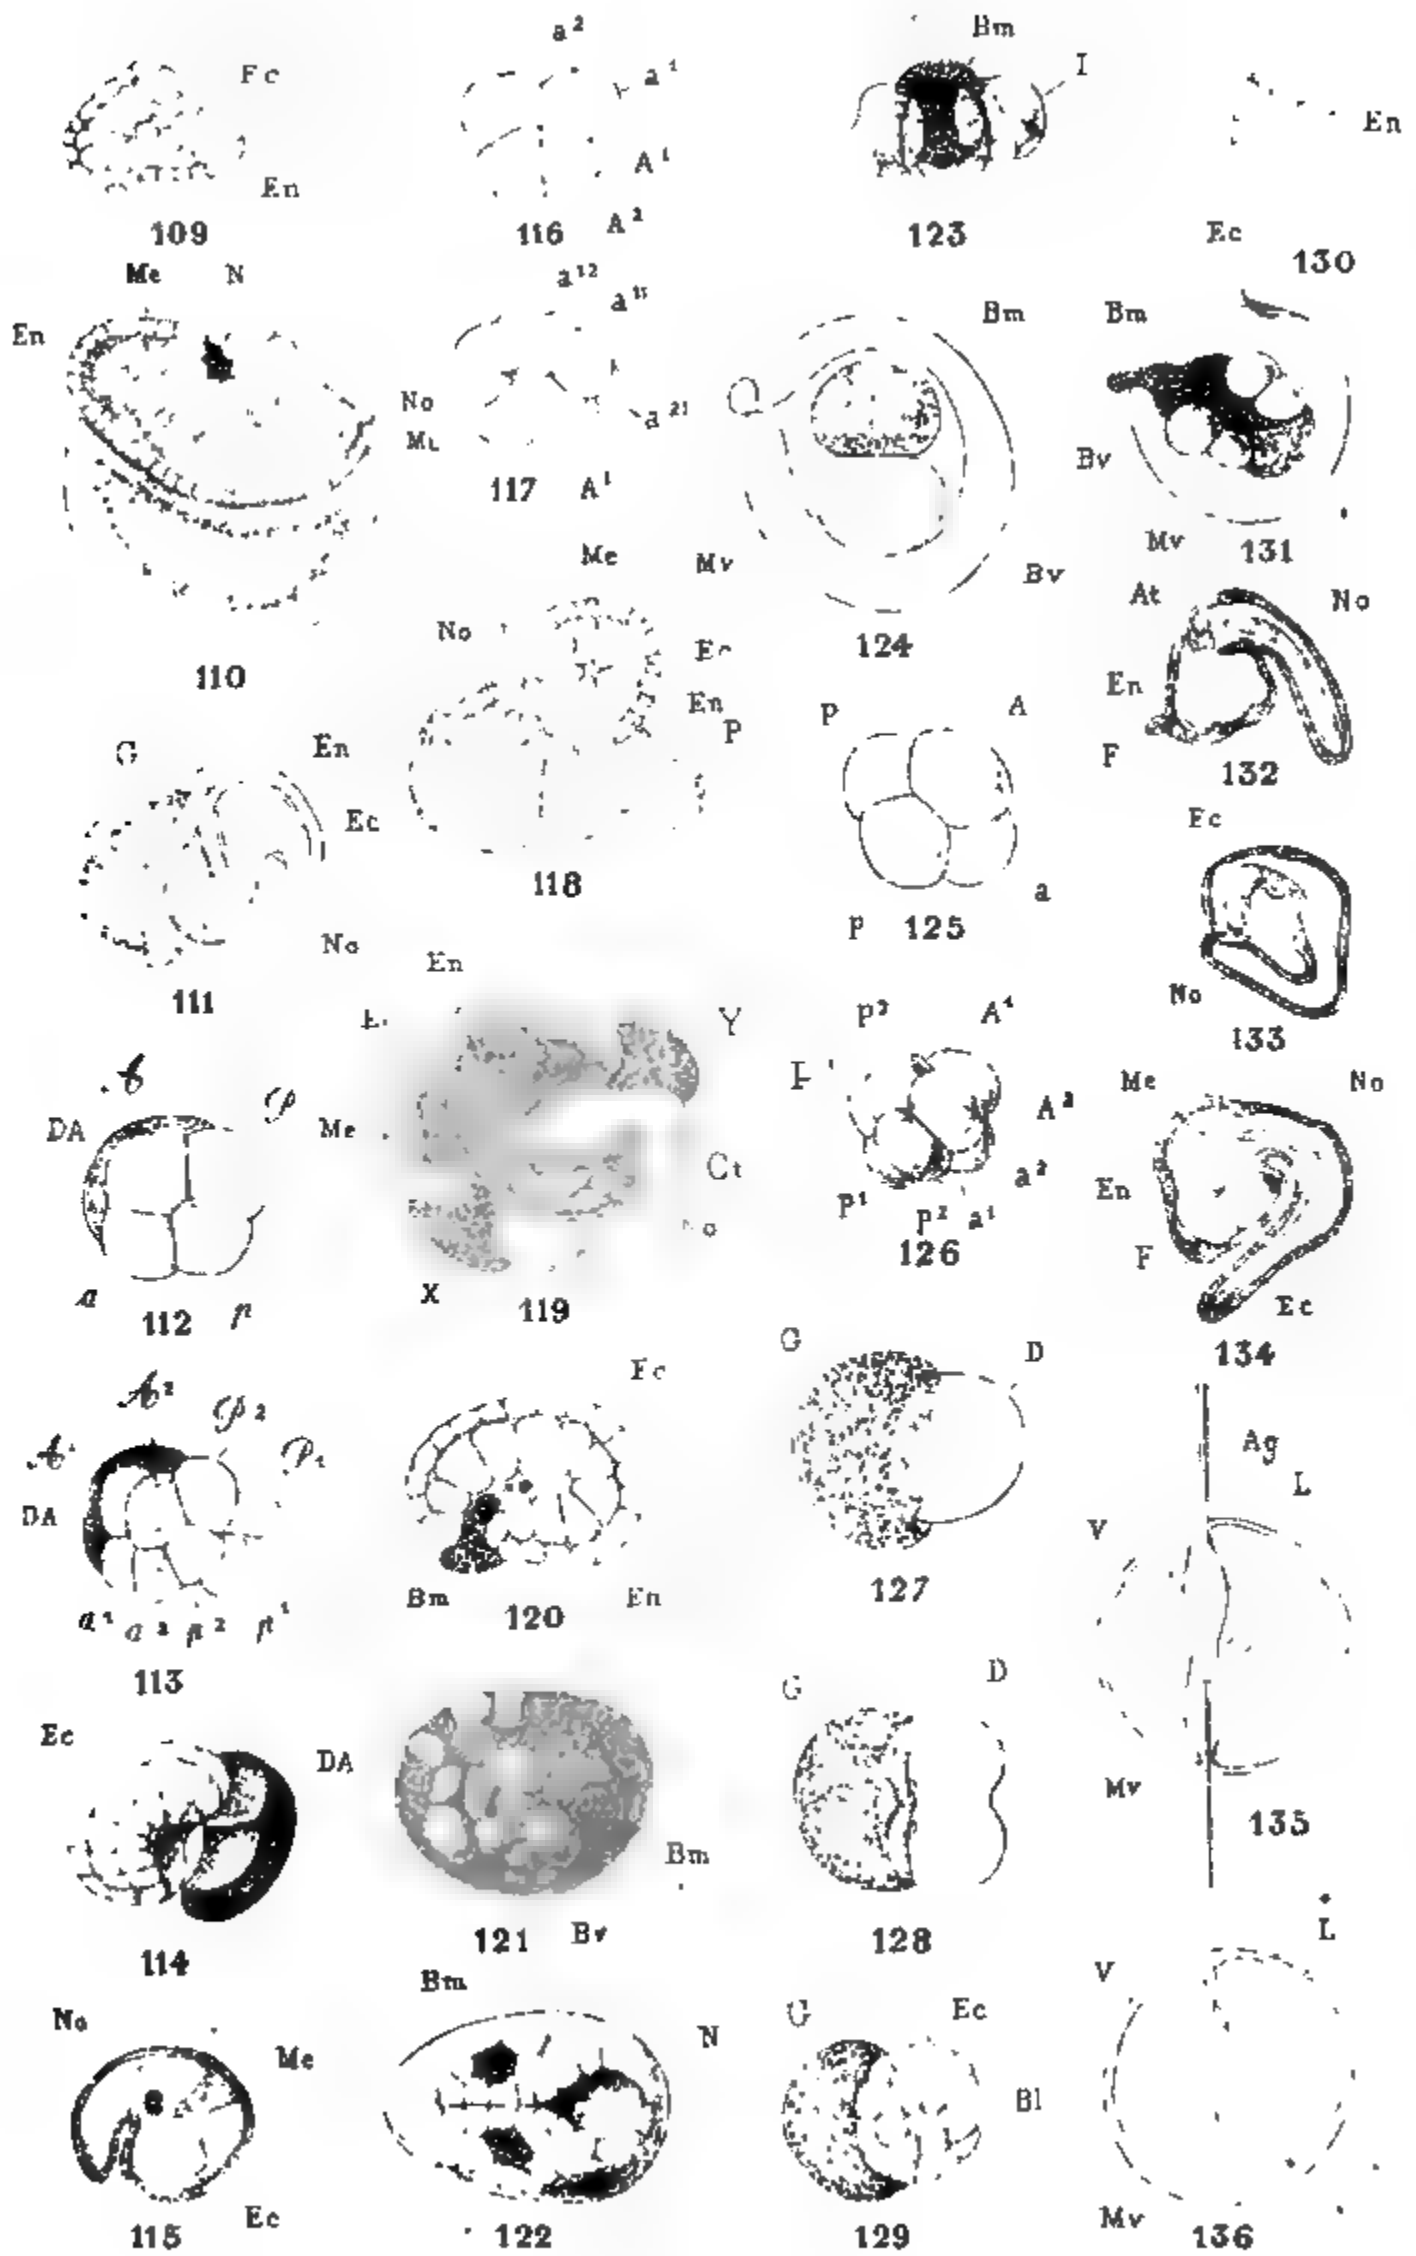 Ec
En
109
a²
a¹
A¹
A²
116
Bm
I
123
En
Ec
130
Me N
En
110
a¹²
a¹¹
No
a²¹
117 A¹
Bm
Mv
Bv
124
Bm
Bv
Mv
131
Me
No
Ec
En
P
118
At
No
En
F
132
G
En
Ec
No
111
P
A
a
P 125
Ec
No
133
A
P
DA
a
112 p
En
Y
Me
Ct
No
X
119
P²
A¹
A²
a²
P¹
P² a¹
126
Me
No
En
F
Ec
134
A²
P²
P¹
A¹
DA
a¹ a² p² p¹
113
Ec
Bm
En
120
G
D
127
Ag
L
V
Mv
135
Ec
DA
114
Bm
121 Bv
G
D
128
No
Me
Ec
115
Bm
N
122
G
Ec
Bl
129
L
V
Mv
136